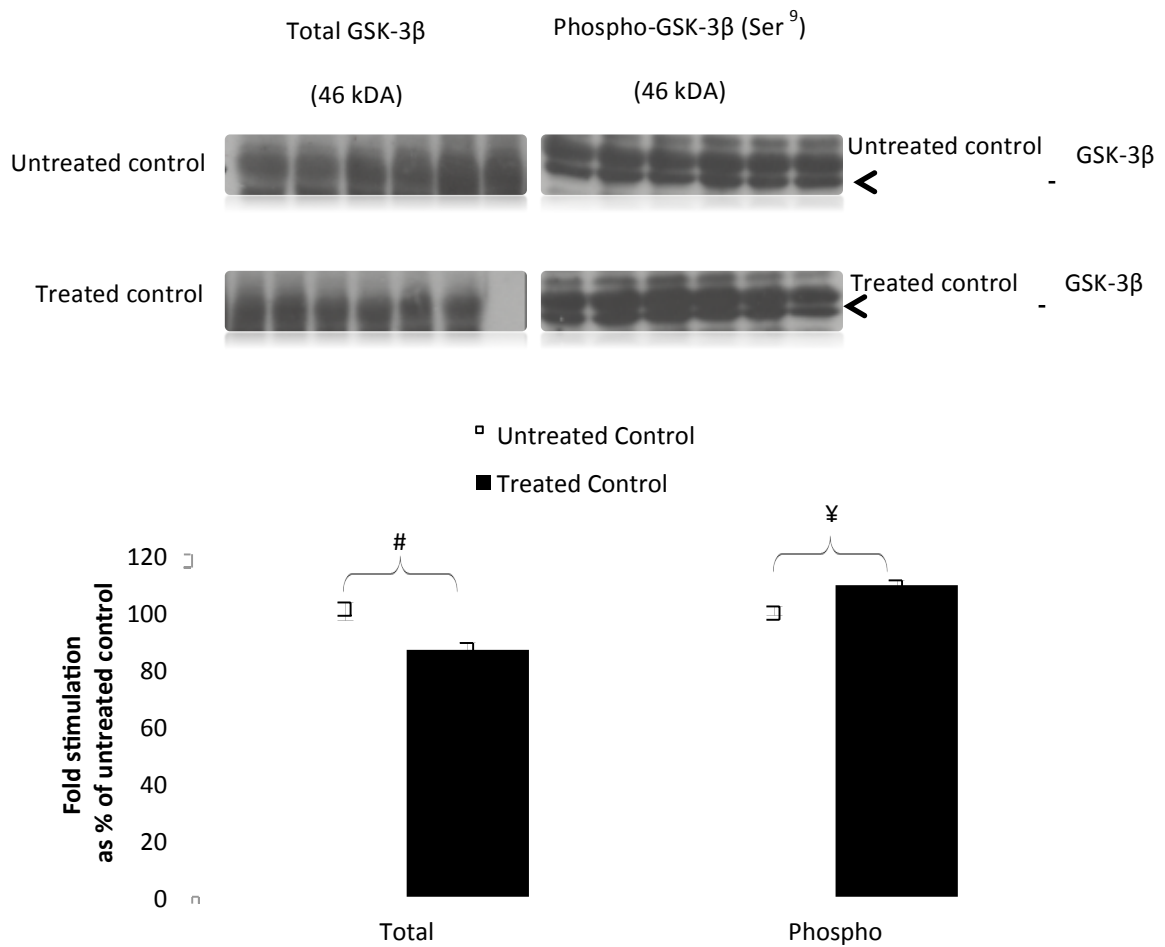 Total GSK-3β
Phospho-GSK-3β (Ser 9)
(46 kDA)
(46 kDA)
Untreated control
Untreated control
GSK-3β
-
Treated control
Treated control
GSK-3β
-
Untreated Control
Treated Control
#
¥
Fold stimulation
as % of untreated control
120
100
80
60
40
20
0
Total
Phospho